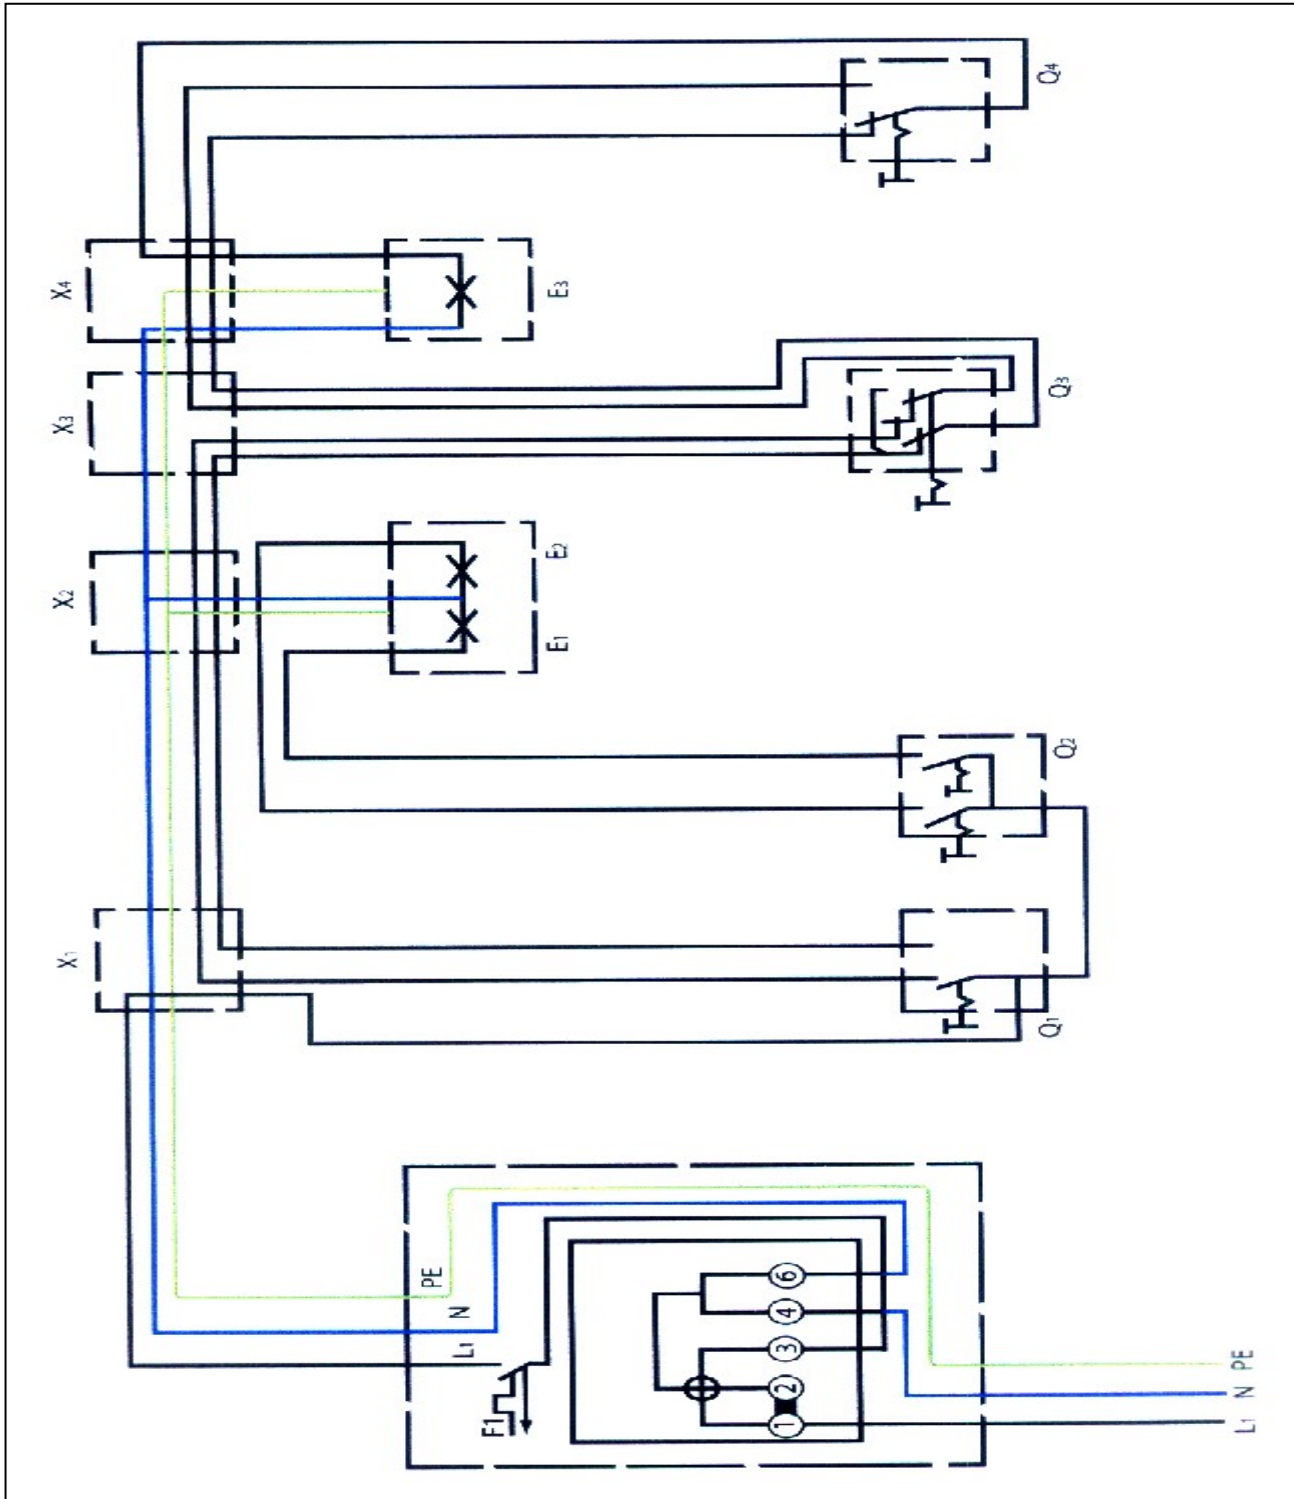 X₁ X₂ X₃ X₄
PE
N
L₁
F1
E₁ E₂ E₃
1 2 3 4 6
Q₁ Q₂ Q₃ Q₄
L₁ N PE